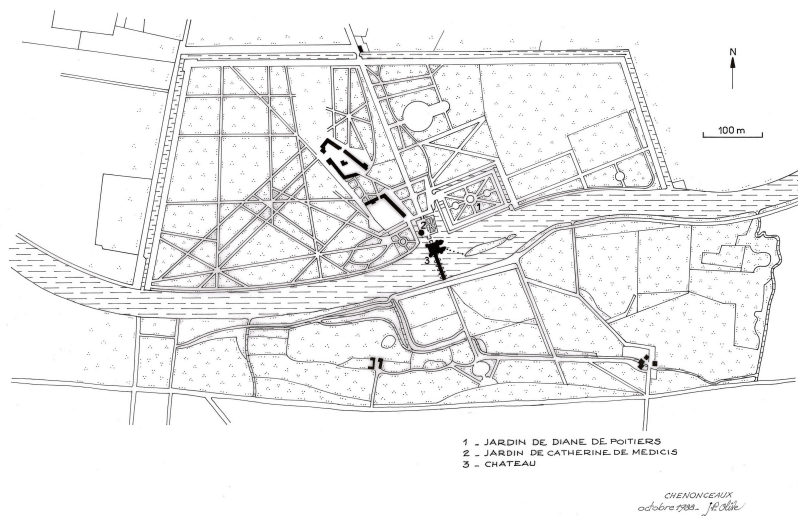 N
100 m
1
2
3
1 _ JARDIN DE DIANE DE POITIERS
2 _ JARDIN DE CATHERINE DE MEDICIS
3 _ CHATEAU
CHENONCEAUX
octobre 1988_